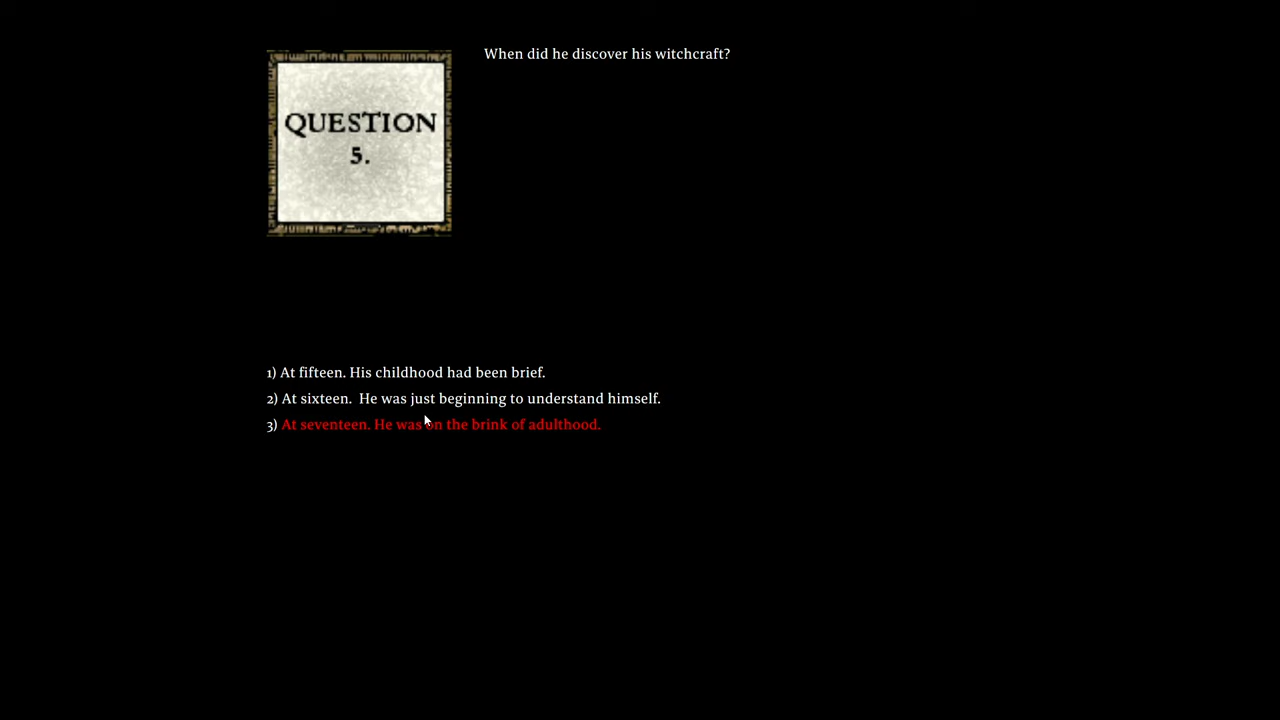 QUESTION
5.
When did he discover his witchcraft?
1) At fifteen. His childhood had been brief.
2) At sixteen.  He was just beginning to understand himself.
3) At seventeen. He was on the brink of adulthood.